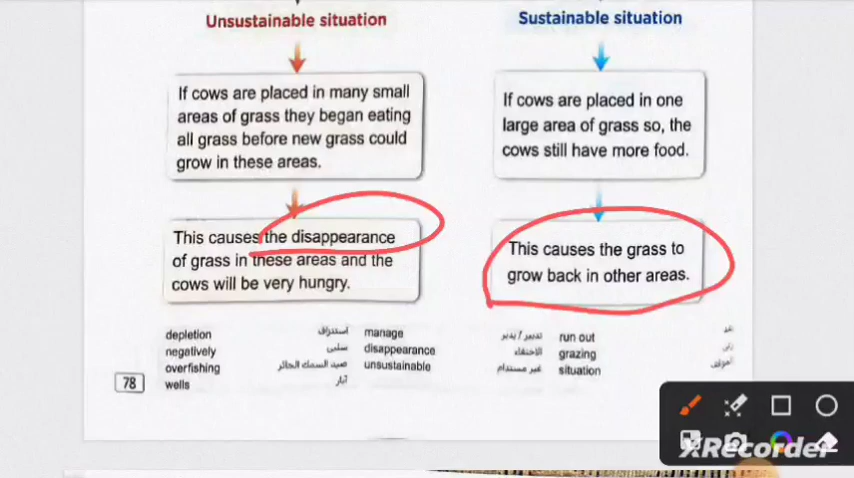 Unsustainable situation
Sustainable situation
If cows are placed in many small
areas of grass they began eating
all grass before new grass could
grow in these areas.
If cows are placed in one
large area of grass so, the
cows still have more food.
This causes the disappearance
of grass in these areas and the
cows will be very hungry.
This causes the grass to
grow back in other areas.
depletion استنزاف manage تدبير / يدير run out
negatively سلبى disappearance الاختفاء grazing
overfishing صيد السمك الجائر unsustainable غير مستدام situation الموقف
wells آبار
78
XRecorder